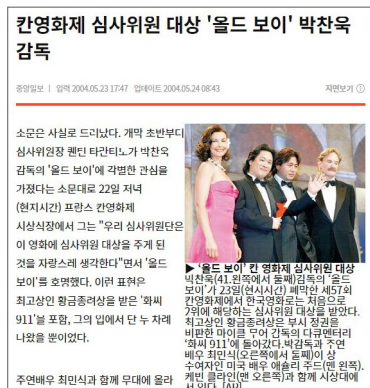 칸영화제 심사위원 대상 '올드 보이' 박찬욱
감독
중앙일보 | 입력 2004.05.23 17:47 업데이트 2004.05.24 08:43
지면보기
소문은 사실로 드러났다. 개막 초반부터
심사위원장 퀜틴 타란티노가 박찬욱
감독의 '올드 보이'에 각별한 관심을
가졌다는 소문대로 22일 저녁
(현지시간) 프랑스 칸영화제
시상식장에서 그는 "우리 심사위원단은
이 영화에 심사위원 대상을 주게 된
것을 자랑스레 생각한다"면서 '올드
보이'를 호명했다. 이런 표현은
최고상인 황금종려상을 받은 '화씨
911'을 포함, 그의 입에서 단 두 차례
나왔을 뿐이었다.
주연배우 최민식과 함께 무대에 올라
▶ '올드 보이' 칸 영화제 심사위원 대상
박찬욱(41.왼쪽에서 둘째)감독의 '올드
보이'가 23일(현시시간) 폐막한 제57회
칸영화제에서 한국영화로는 처음으로
2위에 해당하는 심사위원 대상을 받았다.
최고상인 황금종려상은 부시 정권을
비판한 마이클 무어 감독의 다큐멘터리
'화씨 911'에 돌아갔다.박감독과 주연
배우 최민식(오른쪽에서 둘째)이 상
수여자인 미국 배우 애슐리 주드(맨 왼쪽).
케빈 클라인(맨 오른쪽)과 함께 시상대에